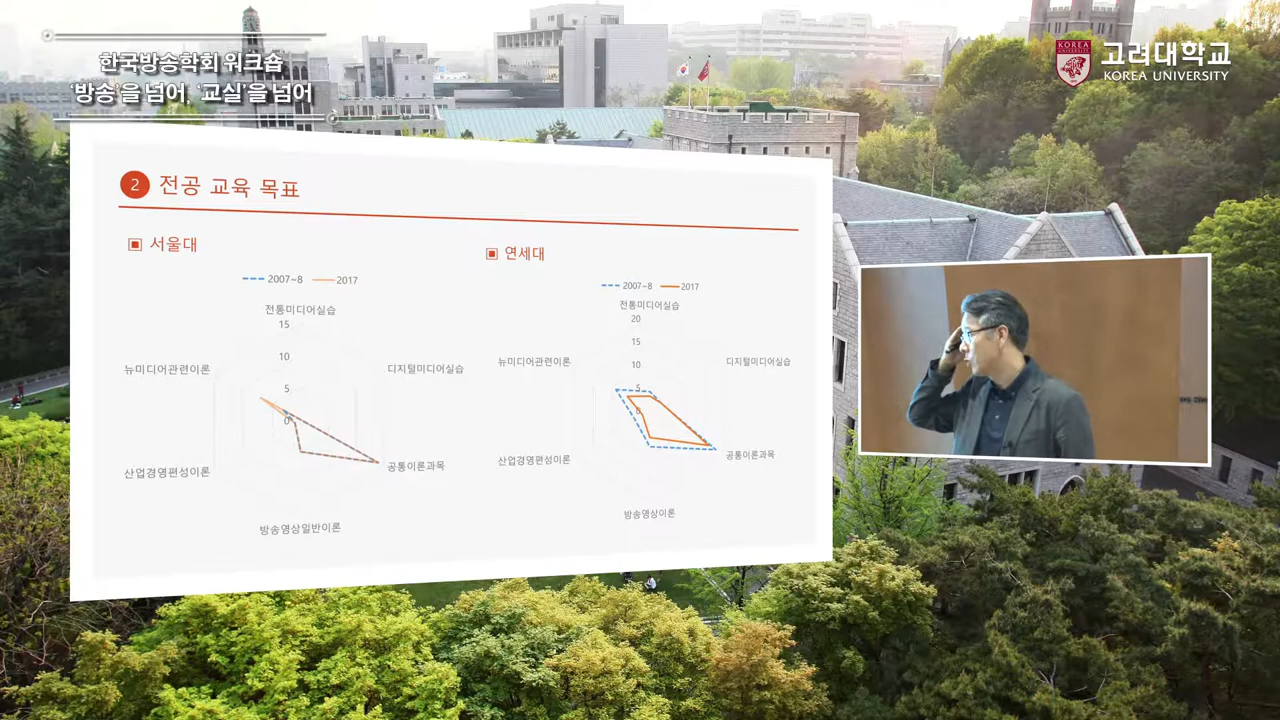 한국방송학회 워크숍
‘방송’을 넘어, ‘교실’을 넘어
KOREA
UNIVERSITY
고려대학교
KOREA UNIVERSITY
2 전공 교육 목표
서울대
2007~8 2017
전통미디어실습
15
10
5
0
뉴미디어관련이론
디지털미디어실습
산업경영편성이론
공통이론과목
방송영상일반이론
연세대
2007~8 2017
전통미디어실습
20
15
10
5
0
뉴미디어관련이론
디지털미디어실습
산업경영편성이론
공통이론과목
방송영상이론